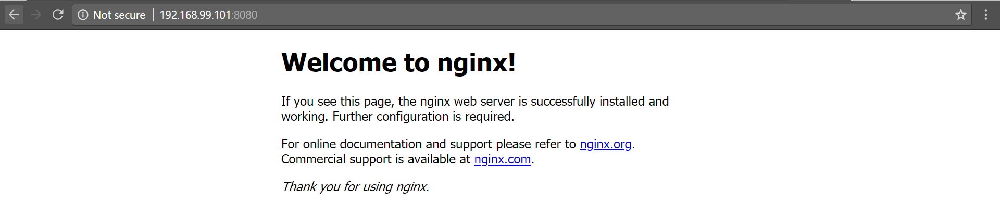 Not secure 192.168.99.101:8080
Welcome to nginx!
If you see this page, the nginx web server is successfully installed and
working. Further configuration is required.
For online documentation and support please refer to nginx.org.
Commercial support is available at nginx.com.
Thank you for using nginx.